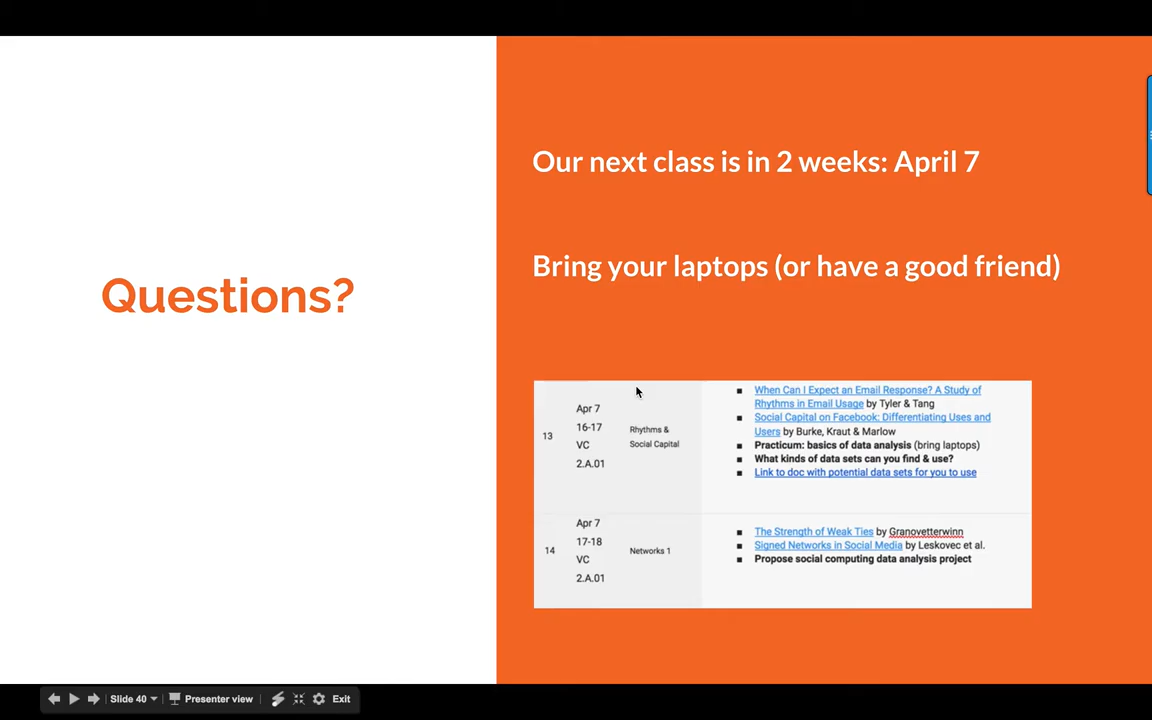 Questions?
Our next class is in 2 weeks: April 7
Bring your laptops (or have a good friend)
13
Apr 7
16-17
VC
2.A.01
Rhythms &
Social Capital
When Can I Expect an Email Response? A Study of
Rhythms in Email Usage by Tyler & Tang
Social Capital on Facebook: Differentiating Uses and
Users by Burke, Kraut & Marlow
Practicum: basics of data analysis (bring laptops)
What kinds of data sets can you find & use?
Link to doc with potential data sets for you to use
14
Apr 7
17-18
VC
2.A.01
Networks 1
The Strength of Weak Ties by Granovetterwinn
Signed Networks in Social Media by Leskovec et al.
Propose social computing data analysis project
Slide 40
Presenter view
Exit